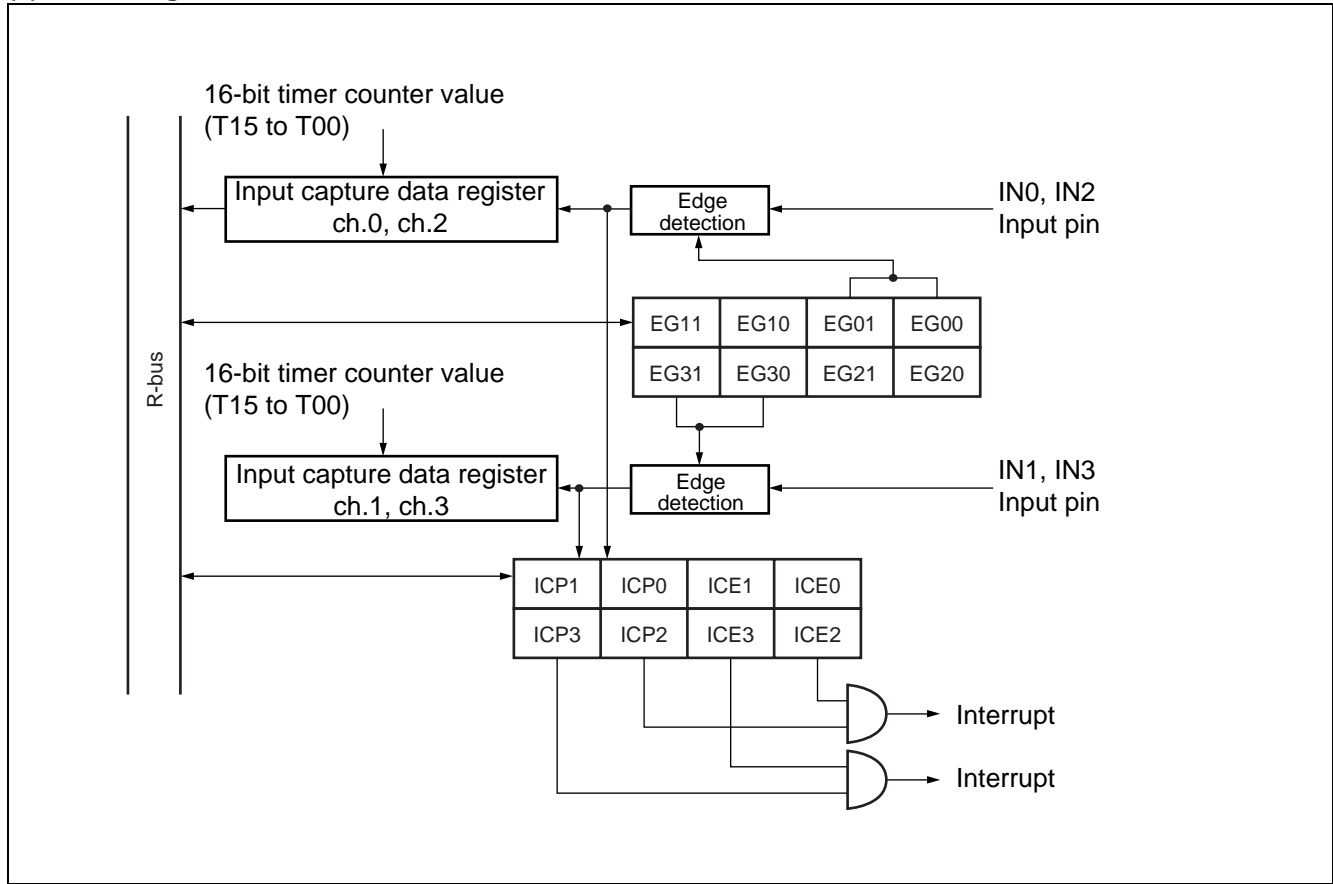 16-bit timer counter value
(T15 to T00)
Input capture data register
ch.0, ch.2
Edge
detection
IN0, IN2
Input pin
EG11 EG10 EG01 EG00
EG31 EG30 EG21 EG20
R-bus
16-bit timer counter value
(T15 to T00)
Input capture data register
ch.1, ch.3
Edge
detection
IN1, IN3
Input pin
ICP1 ICP0 ICE1 ICE0
ICP3 ICP2 ICE3 ICE2
Interrupt
Interrupt